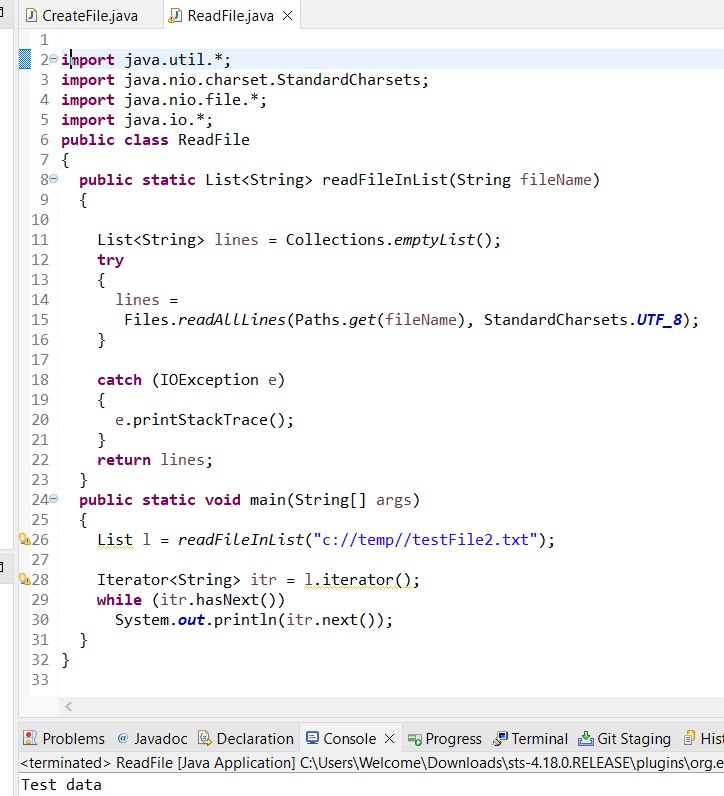 CreateFile.java ReadFile.java
1
2 import java.util.*;
3 import java.nio.charset.StandardCharsets;
4 import java.nio.file.*;
5 import java.io.*;
6 public class ReadFile
7 {
8 public static List<String> readFileInList(String fileName)
9 {
10
11 List<String> lines = Collections.emptyList();
12 try
13 {
14 lines =
15 Files.readAllLines(Paths.get(fileName), StandardCharsets.UTF_8);
16 }
17
18 catch (IOException e)
19 {
20 e.printStackTrace();
21 }
22 return lines;
23 }
24 public static void main(String[] args)
25 {
26 List l = readFileInList("c://temp//testFile2.txt");
27
28 Iterator<String> itr = l.iterator();
29 while (itr.hasNext())
30 System.out.println(itr.next());
31 }
32 }
33
Problems @ Javadoc Declaration Console Progress Terminal Git Staging Hist
<terminated> ReadFile [Java Application] C:\Users\Welcome\Downloads\sts-4.18.0.RELEASE\plugins\org.e
Test data